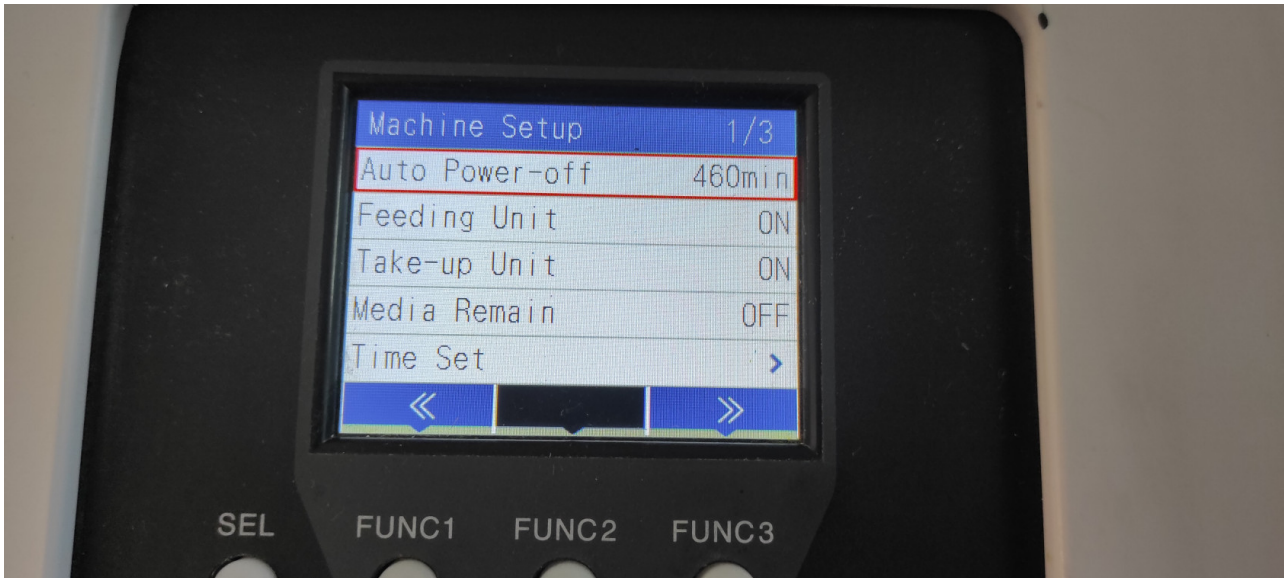 Machine Setup 1/3
Auto Power-off 460min
Feeding Unit ON
Take-up Unit ON
Media Remain OFF
Time Set >
SEL FUNC1 FUNC2 FUNC3